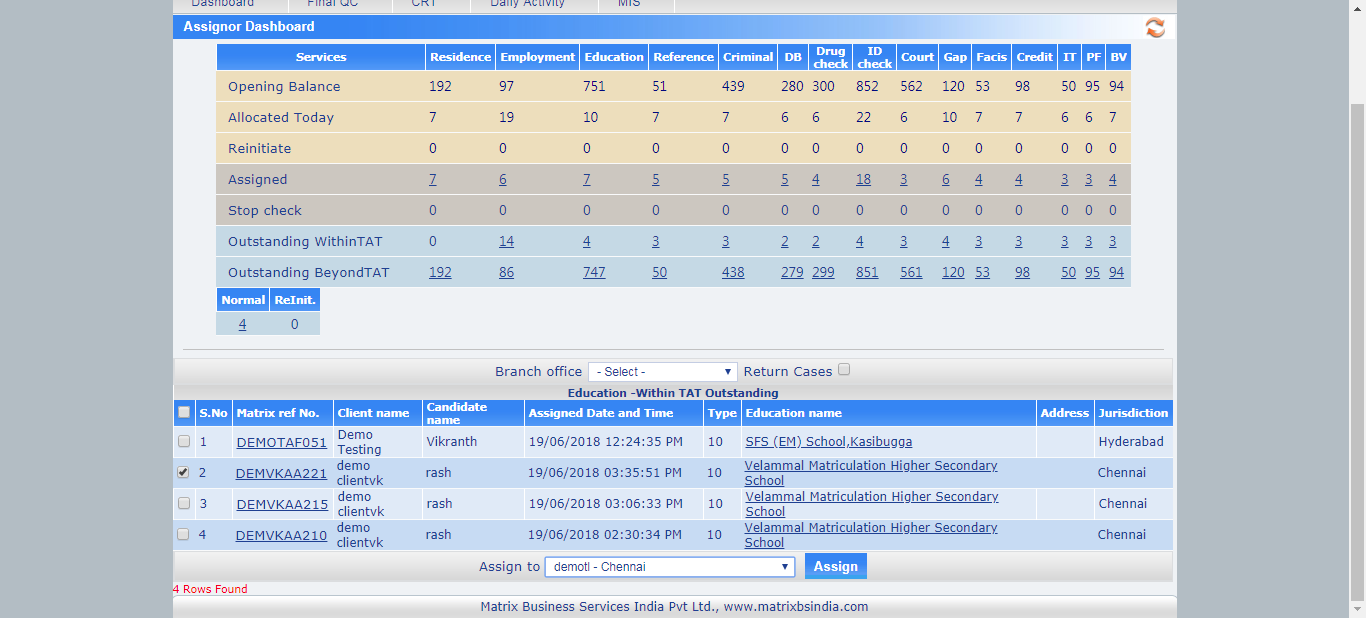 Dashboard Final QC CRT Daily Activity MIS
Assignor Dashboard
Services Residence Employment Education Reference Criminal DB Drug check ID check Court Gap Facis Credit IT PF BV
Opening Balance 192 97 751 51 439 280 300 852 562 120 53 98 50 95 94
Allocated Today 7 19 10 7 7 6 6 22 6 10 7 7 6 6 7
Reinitiate 0 0 0 0 0 0 0 0 0 0 0 0 0 0 0
Assigned 7 6 7 5 5 5 4 18 3 6 4 4 3 3 4
Stop check 0 0 0 0 0 0 0 0 0 0 0 0 0 0 0
Outstanding WithinTAT 0 14 4 3 3 2 2 4 3 4 3 3 3 3 3
Outstanding BeyondTAT 192 86 747 50 438 279 299 851 561 120 53 98 50 95 94
Normal ReInit.
4 0
Branch office - Select - Return Cases
Education -Within TAT Outstanding
S.No Matrix ref No. Client name Candidate name Assigned Date and Time Type Education name Address Jurisdiction
1 DEMOTAF051 Demo Testing Vikranth 19/06/2018 12:24:35 PM 10 SFS (EM) School,Kasibugga Hyderabad
2 DEMVKAA221 demo clientvk rash 19/06/2018 03:35:51 PM 10 Velammal Matriculation Higher Secondary School Chennai
3 DEMVKAA215 demo clientvk rash 19/06/2018 03:06:33 PM 10 Velammal Matriculation Higher Secondary School Chennai
4 DEMVKAA210 demo clientvk rash 19/06/2018 02:30:34 PM 10 Velammal Matriculation Higher Secondary School Chennai
Assign to demotl - Chennai Assign
4 Rows Found
Matrix Business Services India Pvt Ltd., www.matrixbsindia.com